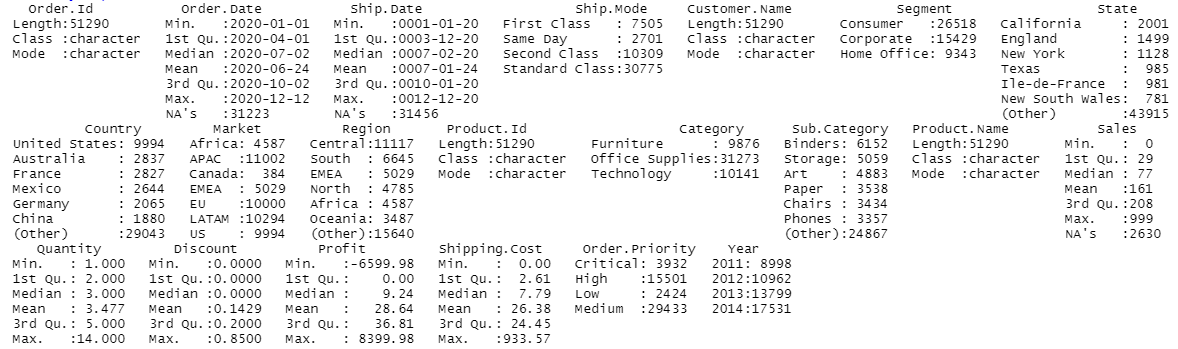 Order.Id Order.Date Ship.Date Ship.Mode Customer.Name Segment State
Length:51290 Min. :2020-01-01 Min. :0001-01-20 First Class : 7505 Length:51290 Consumer :26518 California : 2001
Class :character 1st Qu.:2020-04-01 1st Qu.:0003-12-20 Same Day : 2701 Class :character Corporate :15429 England : 1499
Mode :character Median :2020-07-02 Median :0007-02-20 Second Class :10309 Mode :character Home Office: 9343 New York : 1128
Mean :2020-06-24 Mean :0007-01-24 Standard Class:30775 Texas : 985
3rd Qu.:2020-10-02 3rd Qu.:0010-01-20 Ile-de-France : 981
Max. :2020-12-12 Max. :0012-12-20 New South Wales: 781
NA's :31223 NA's :31456 (Other) :43915
Country Market Region Product.Id Category Sub.Category Product.Name Sales
United States: 9994 Africa: 4587 Central:11117 Length:51290 Furniture : 9876 Binders: 6152 Length:51290 Min. : 0
Australia : 2837 APAC :11002 South : 6645 Class :character Office Supplies:31273 Storage: 5059 Class :character 1st Qu.: 29
France : 2827 Canada: 384 EMEA : 5029 Mode :character Technology :10141 Art : 4883 Mode :character Median : 77
Mexico : 2644 EMEA : 5029 North : 4785 Paper : 3538 Mean :161
Germany : 2065 EU :10000 Africa : 4587 Chairs : 3434 3rd Qu.:208
China : 1880 LATAM :10294 Oceania: 3487 Phones : 3357 Max. :999
(Other) :29043 US : 9994 (Other):15640 (Other):24867 NA's :2630
Quantity Discount Profit Shipping.Cost Order.Priority Year
Min. : 1.000 Min. :0.0000 Min. :-6599.98 Min. : 0.00 Critical: 3932 2011: 8998
1st Qu.: 2.000 1st Qu.:0.0000 1st Qu.: 0.00 1st Qu.: 2.61 High :15501 2012:10962
Median : 3.000 Median :0.0000 Median : 9.24 Median : 7.79 Low : 2424 2013:13799
Mean : 3.477 Mean :0.1429 Mean : 28.64 Mean : 26.38 Medium :29433 2014:17531
3rd Qu.: 5.000 3rd Qu.:0.2000 3rd Qu.: 36.81 3rd Qu.: 24.45
Max. :14.000 Max. :0.8500 Max. : 8399.98 Max. :933.57